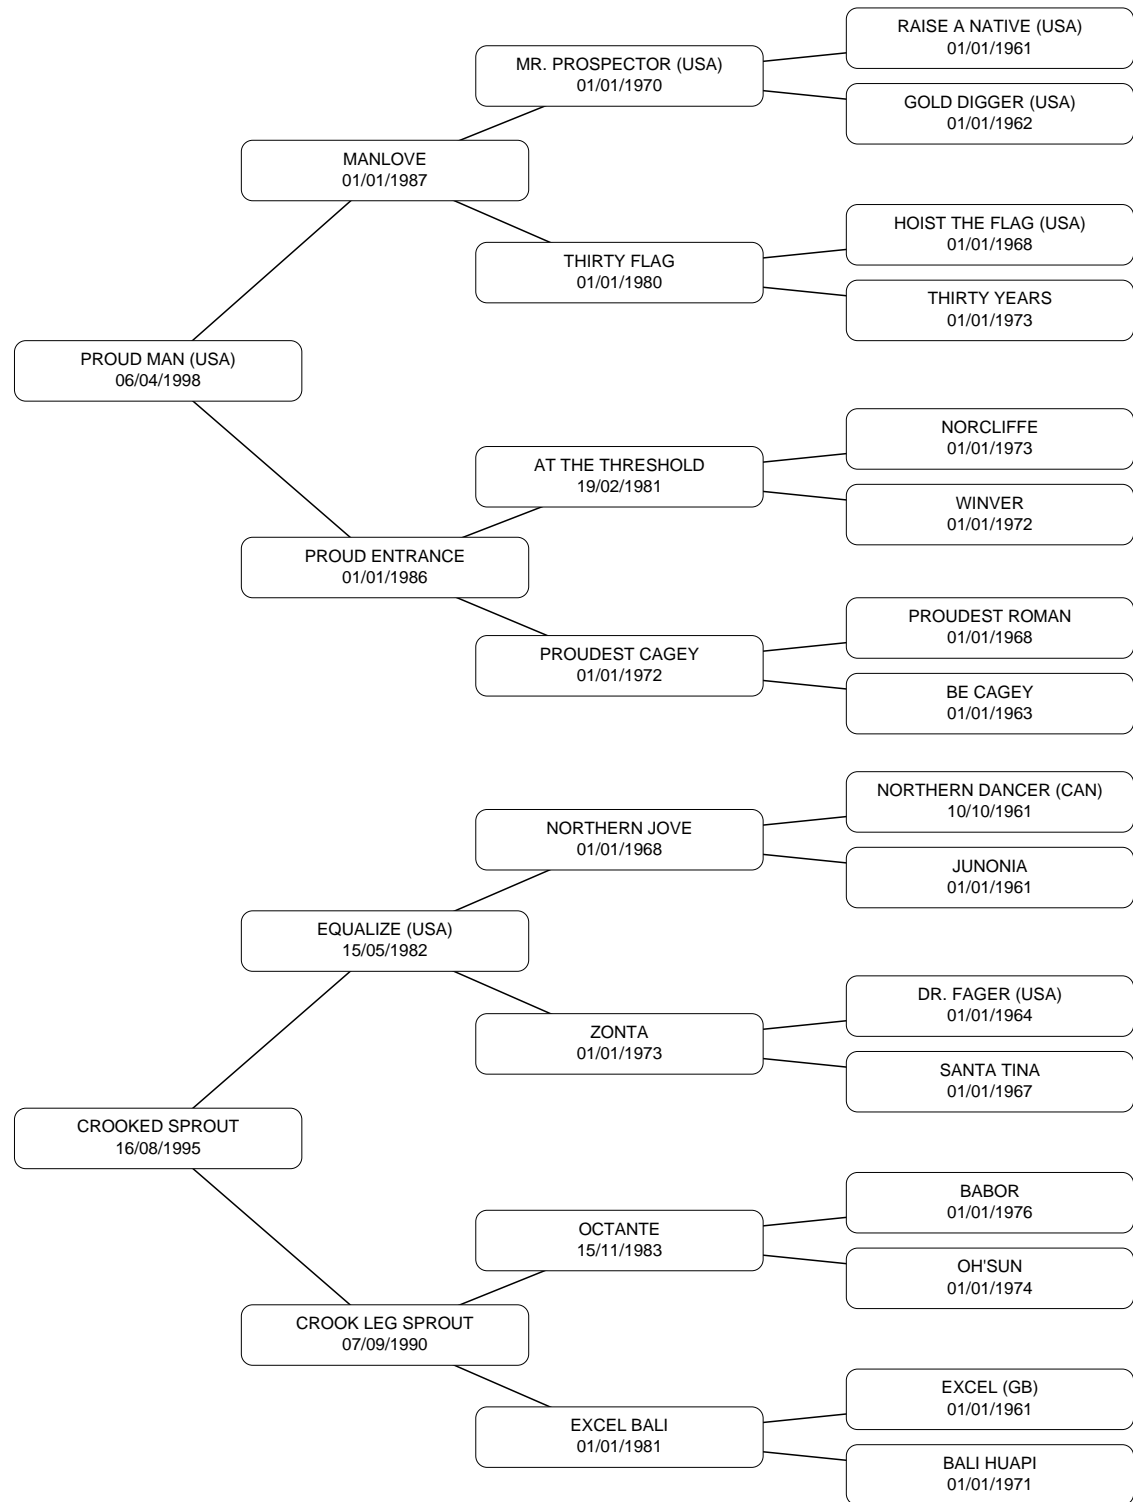 RAISE A NATIVE (USA)
01/01/1961
MR. PROSPECTOR (USA)
01/01/1970
GOLD DIGGER (USA)
01/01/1962
MANLOVE
01/01/1987
HOIST THE FLAG (USA)
01/01/1968
THIRTY FLAG
01/01/1980
THIRTY YEARS
01/01/1973
PROUD MAN (USA)
06/04/1998
NORCLIFFE
01/01/1973
AT THE THRESHOLD
19/02/1981
WINVER
01/01/1972
PROUD ENTRANCE
01/01/1986
PROUDEST ROMAN
01/01/1968
PROUDEST CAGEY
01/01/1972
BE CAGEY
01/01/1963
NORTHERN DANCER (CAN)
10/10/1961
NORTHERN JOVE
01/01/1968
JUNONIA
01/01/1961
EQUALIZE (USA)
15/05/1982
DR. FAGER (USA)
01/01/1964
ZONTA
01/01/1973
SANTA TINA
01/01/1967
CROOKED SPROUT
16/08/1995
BABOR
01/01/1976
OCTANTE
15/11/1983
OH'SUN
01/01/1974
CROOK LEG SPROUT
07/09/1990
EXCEL (GB)
01/01/1961
EXCEL BALI
01/01/1981
BALI HUAPI
01/01/1971